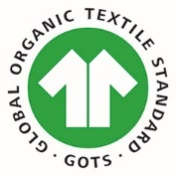 GLOBAL ORGANIC TEXTILE STANDARD
· GOTS ·